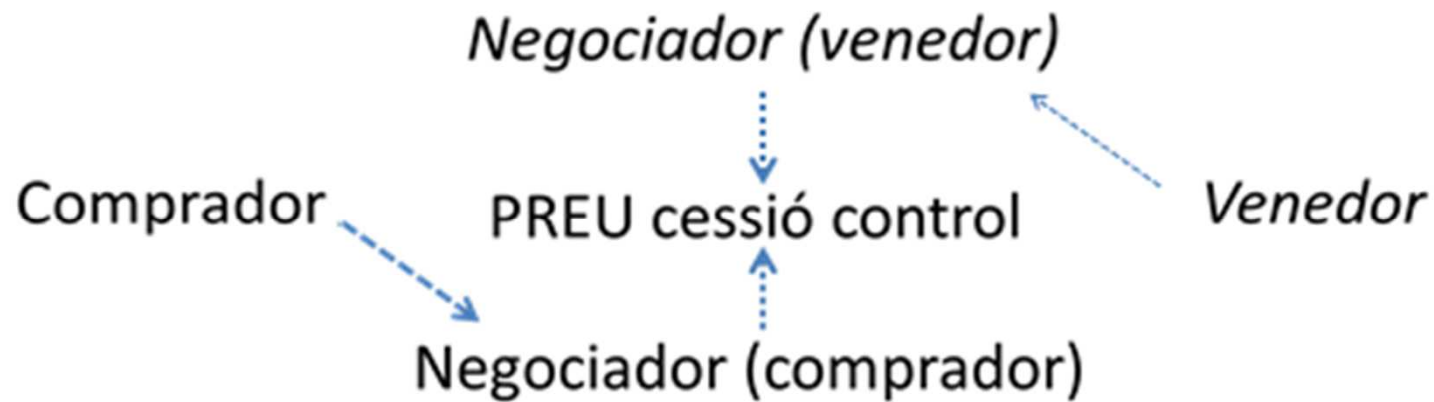 Negociador (venedor)
Comprador
PREU cessió control
Venedor
Negociador (comprador)